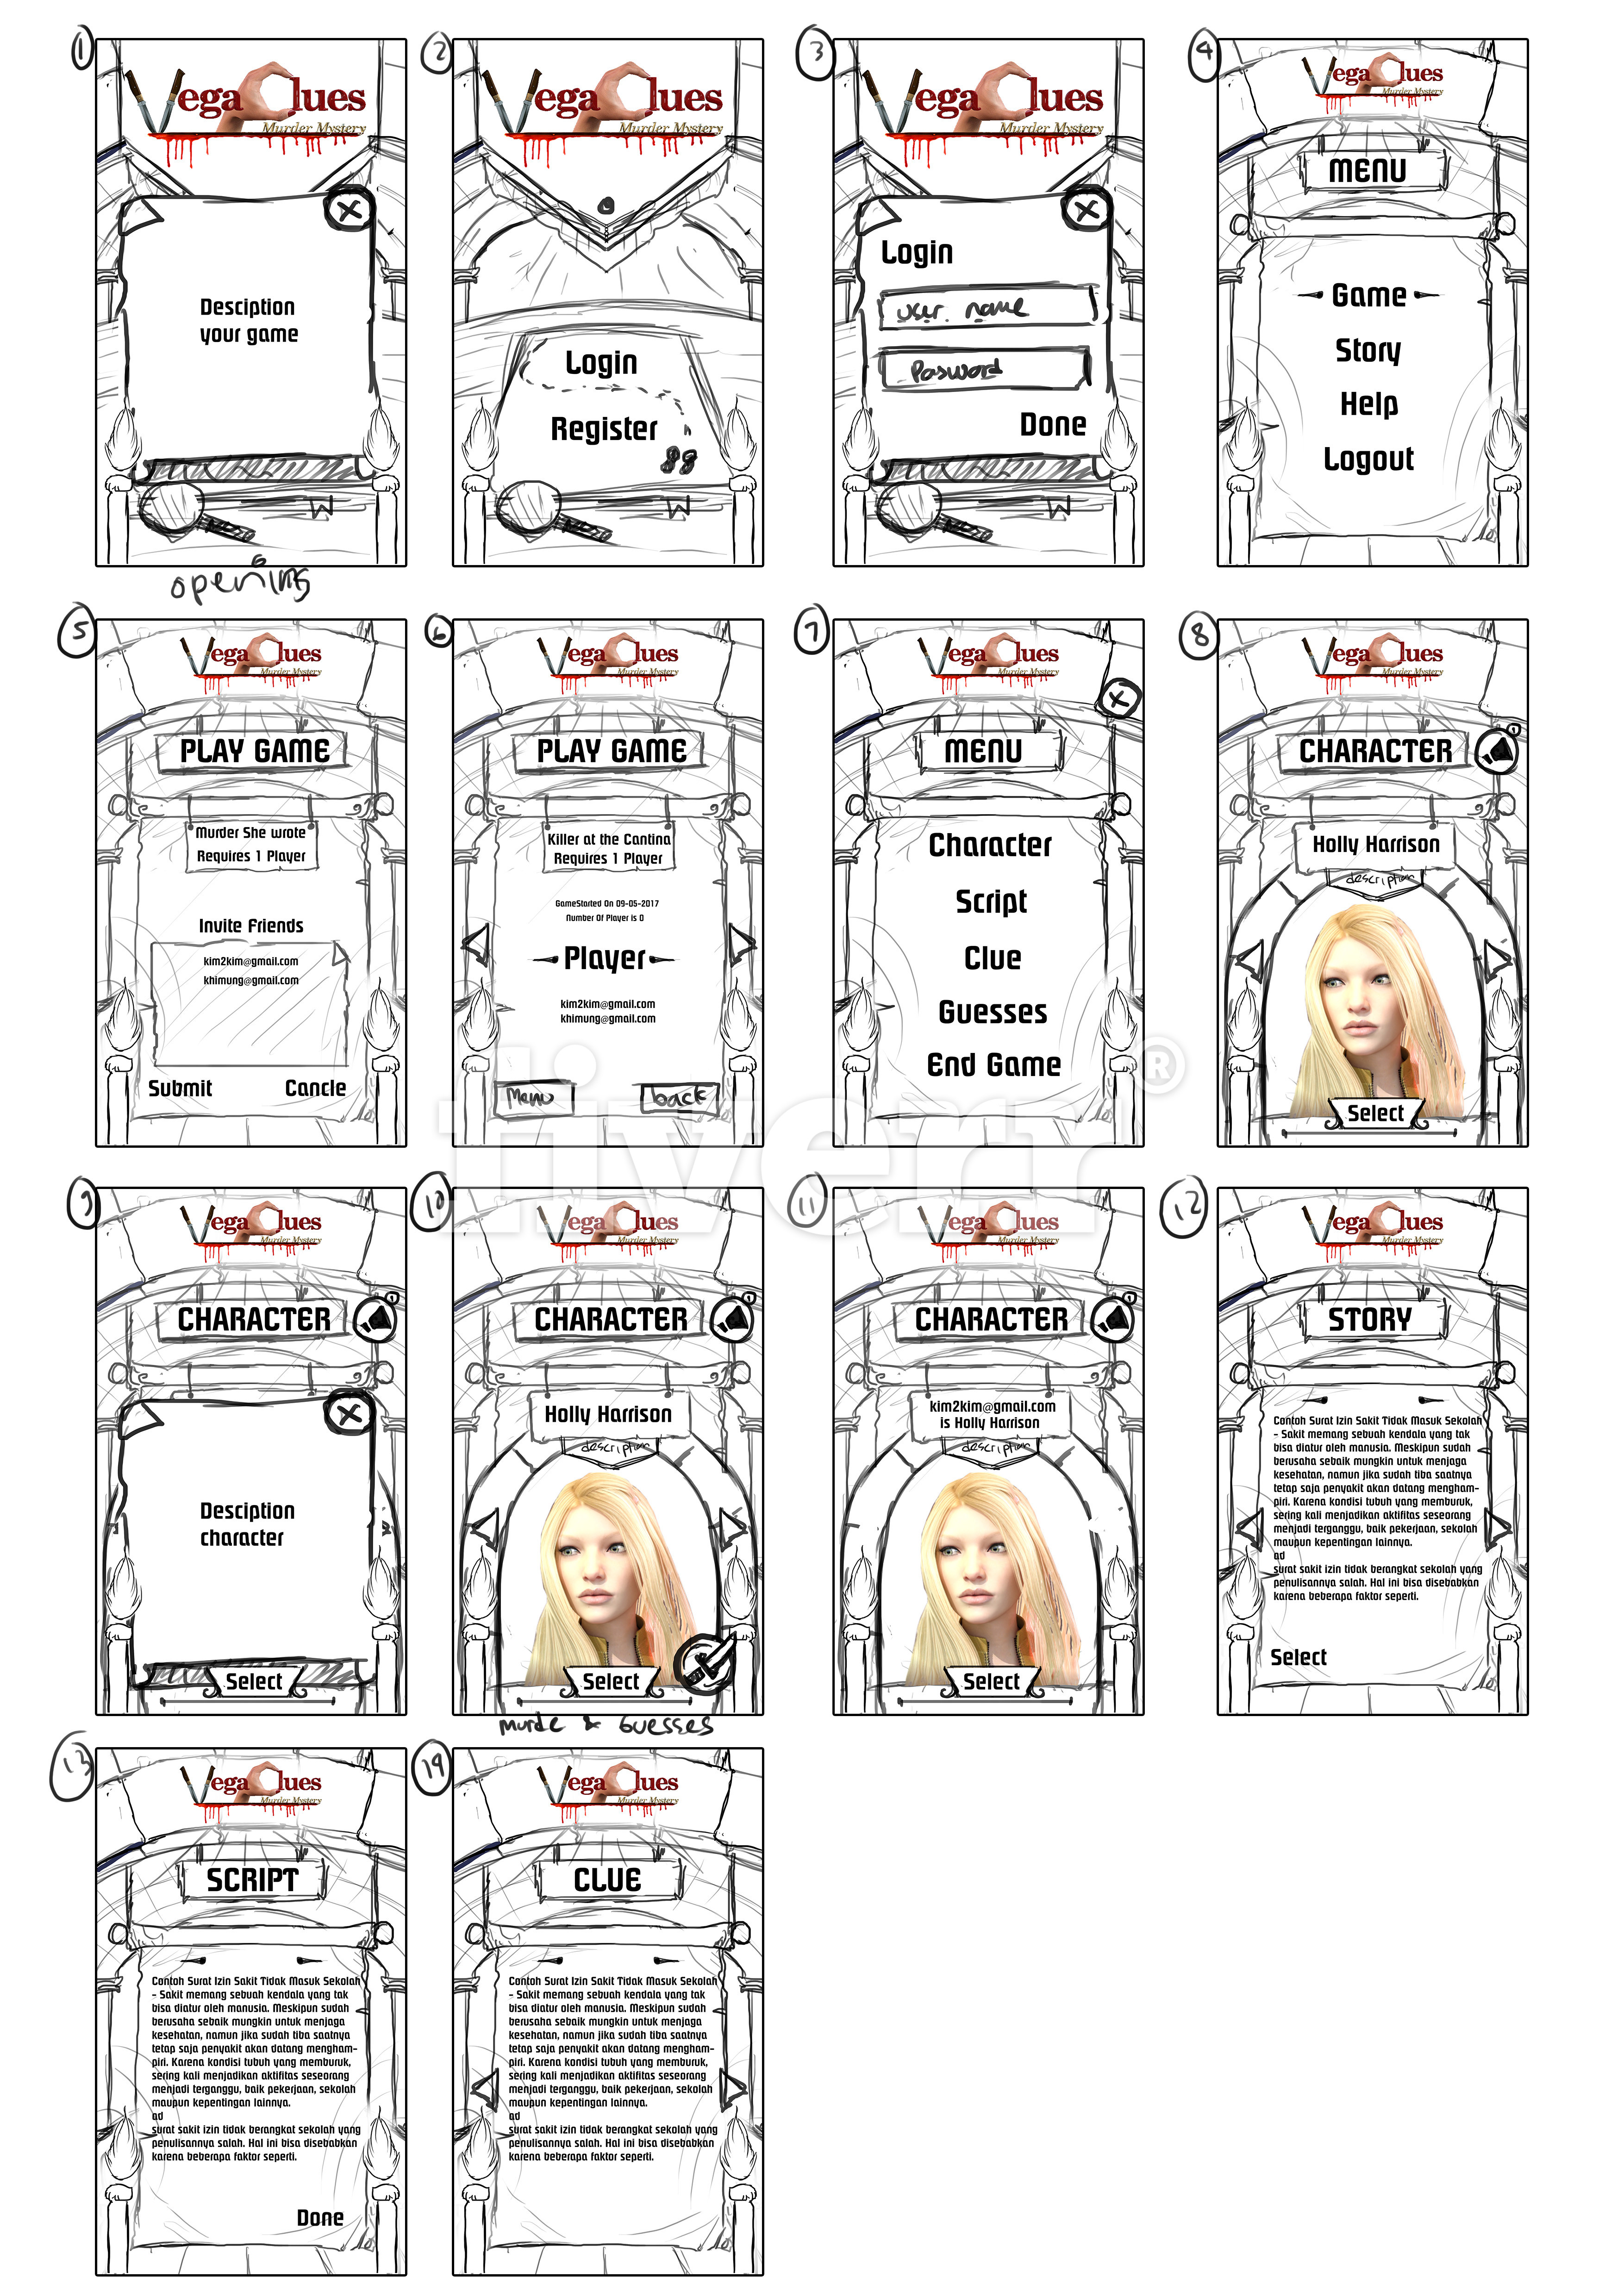 1
Vega Clues
Murder Mystery
Desciption
your game
opening
2
Vega Clues
Murder Mystery
Login
Register
3
Vega Clues
Murder Mystery
Login
user name
Pasword
Done
4
Vega Clues
Murder Mystery
MENU
Game
Story
Help
Logout
5
Vega Clues
Murder Mystery
PLAY GAME
Murder She wrote
Requires 1 Player
Invite Friends
kim2kim@gmail.com
khimung@gmail.com
Submit Cancle
6
Vega Clues
Murder Mystery
PLAY GAME
Killer at the Cantina
Requires 1 Player
GameStarted On 09-05-2017
Number Of Player Is 0
Player
kim2kim@gmail.com
khimung@gmail.com
Menu back
7
Vega Clues
Murder Mystery
MENU
Character
Script
Clue
Guesses
End Game
8
Vega Clues
Murder Mystery
CHARACTER
Holly Harrison
description
Select
fiverr®
9
Vega Clues
Murder Mystery
CHARACTER
Desciption
character
Select
10
Vega Clues
Murder Mystery
CHARACTER
Holly Harrison
description
Select
Murde & Guesses
11
Vega Clues
Murder Mystery
CHARACTER
kim2kim@gmail.com
is Holly Harrison
description
Select
12
Vega Clues
Murder Mystery
STORY
Contoh Surat Izin Sakit Tidak Masuk Sekolah
- Sakit memang sebuah kendala yang tak
bisa diatur oleh manusia. Meskipun sudah
berusaha sebaik mungkin untuk menjaga
kesehatan, namun jika sudah tiba saatnya
tetap saja penyakit akan datang mengham-
piri. Karena kondisi tubuh yang memburuk,
sering kali menjadikan aktifitas seseorang
menjadi terganggu, baik pekerjaan, sekolah
maupun kepentingan lainnya.
ad
surat sakit izin tidak berangkat sekolah yang
penulisannya salah. Hal ini bisa disebabkan
karena beberapa faktor seperti.
Select
13
Vega Clues
Murder Mystery
SCRIPT
Contoh Surat Izin Sakit Tidak Masuk Sekolah
- Sakit memang sebuah kendala yang tak
bisa diatur oleh manusia. Meskipun sudah
berusaha sebaik mungkin untuk menjaga
kesehatan, namun jika sudah tiba saatnya
tetap saja penyakit akan datang mengham-
piri. Karena kondisi tubuh yang memburuk,
sering kali menjadikan aktifitas seseorang
menjadi terganggu, baik pekerjaan, sekolah
maupun kepentingan lainnya.
ad
surat sakit izin tidak berangkat sekolah yang
penulisannya salah. Hal ini bisa disebabkan
karena beberapa faktor seperti.
Done
14
Vega Clues
Murder Mystery
CLUE
Contoh Surat Izin Sakit Tidak Masuk Sekolah
- Sakit memang sebuah kendala yang tak
bisa diatur oleh manusia. Meskipun sudah
berusaha sebaik mungkin untuk menjaga
kesehatan, namun jika sudah tiba saatnya
tetap saja penyakit akan datang mengham-
piri. Karena kondisi tubuh yang memburuk,
sering kali menjadikan aktifitas seseorang
menjadi terganggu, baik pekerjaan, sekolah
maupun kepentingan lainnya.
ad
surat sakit izin tidak berangkat sekolah yang
penulisannya salah. Hal ini bisa disebabkan
karena beberapa faktor seperti.